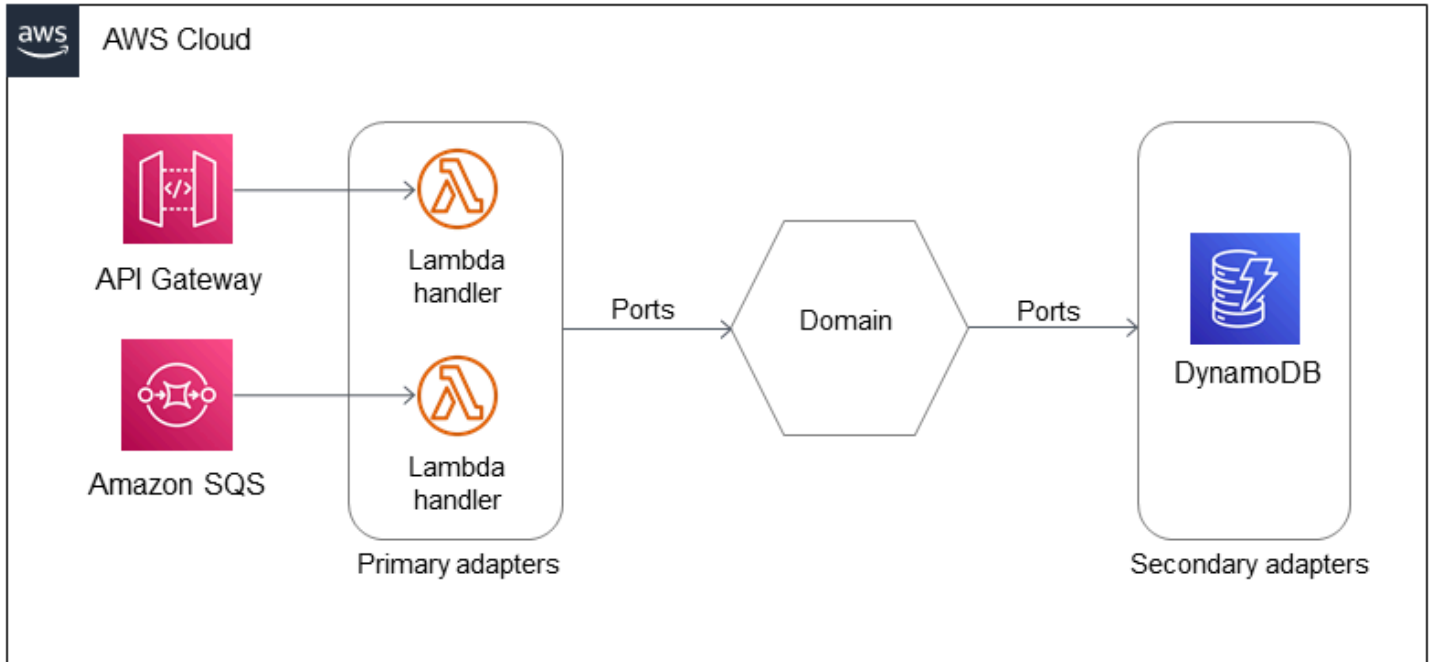 aws
AWS Cloud
API Gateway
Lambda
handler
Amazon SQS
Lambda
handler
Primary adapters
Ports
Domain
Ports
DynamoDB
Secondary adapters